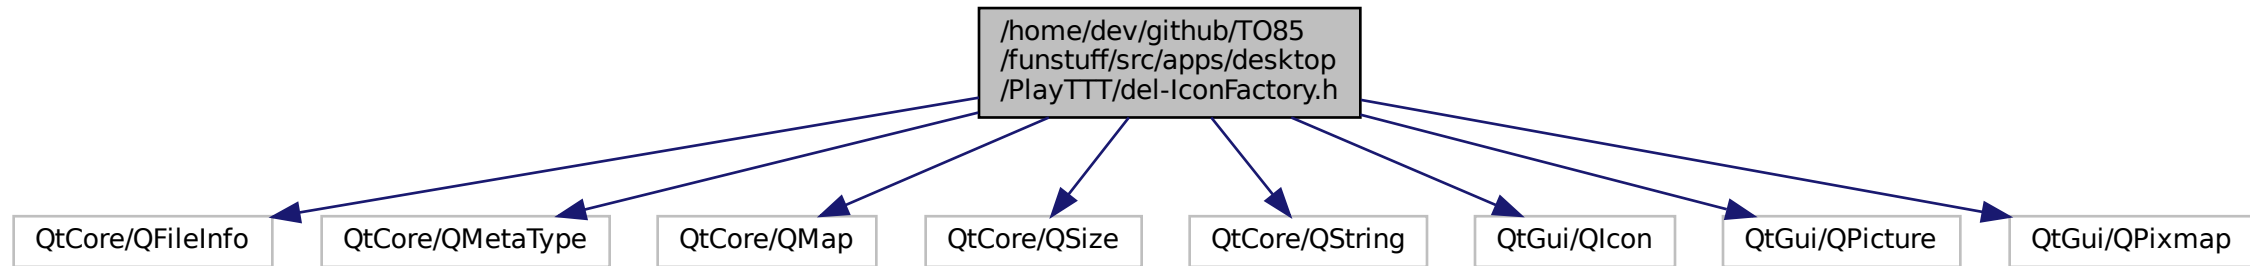 /home/dev/github/TO85
/funstuff/src/apps/desktop
/PlayTTT/del-IconFactory.h
QtCore/QFileInfo
QtCore/QMetaType
QtCore/QMap
QtCore/QSize
QtCore/QString
QtGui/QIcon
QtGui/QPicture
QtGui/QPixmap